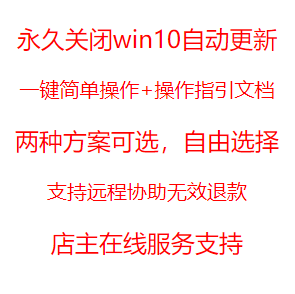 永久关闭win10自动更新
一键简单操作+操作指引文档
两种方案可选，自由选择
支持远程协助无效退款
店主在线服务支持